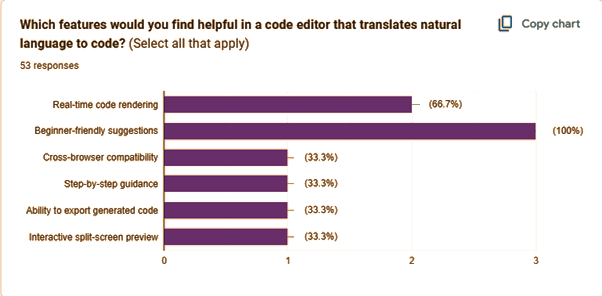 Which features would you find helpful in a code editor that translates natural
language to code? (Select all that apply)
Copy chart
53 responses
Real-time code rendering (66.7%)
Beginner-friendly suggestions (100%)
Cross-browser compatibility (33.3%)
Step-by-step guidance (33.3%)
Ability to export generated code (33.3%)
Interactive split-screen preview (33.3%)
0 1 2 3